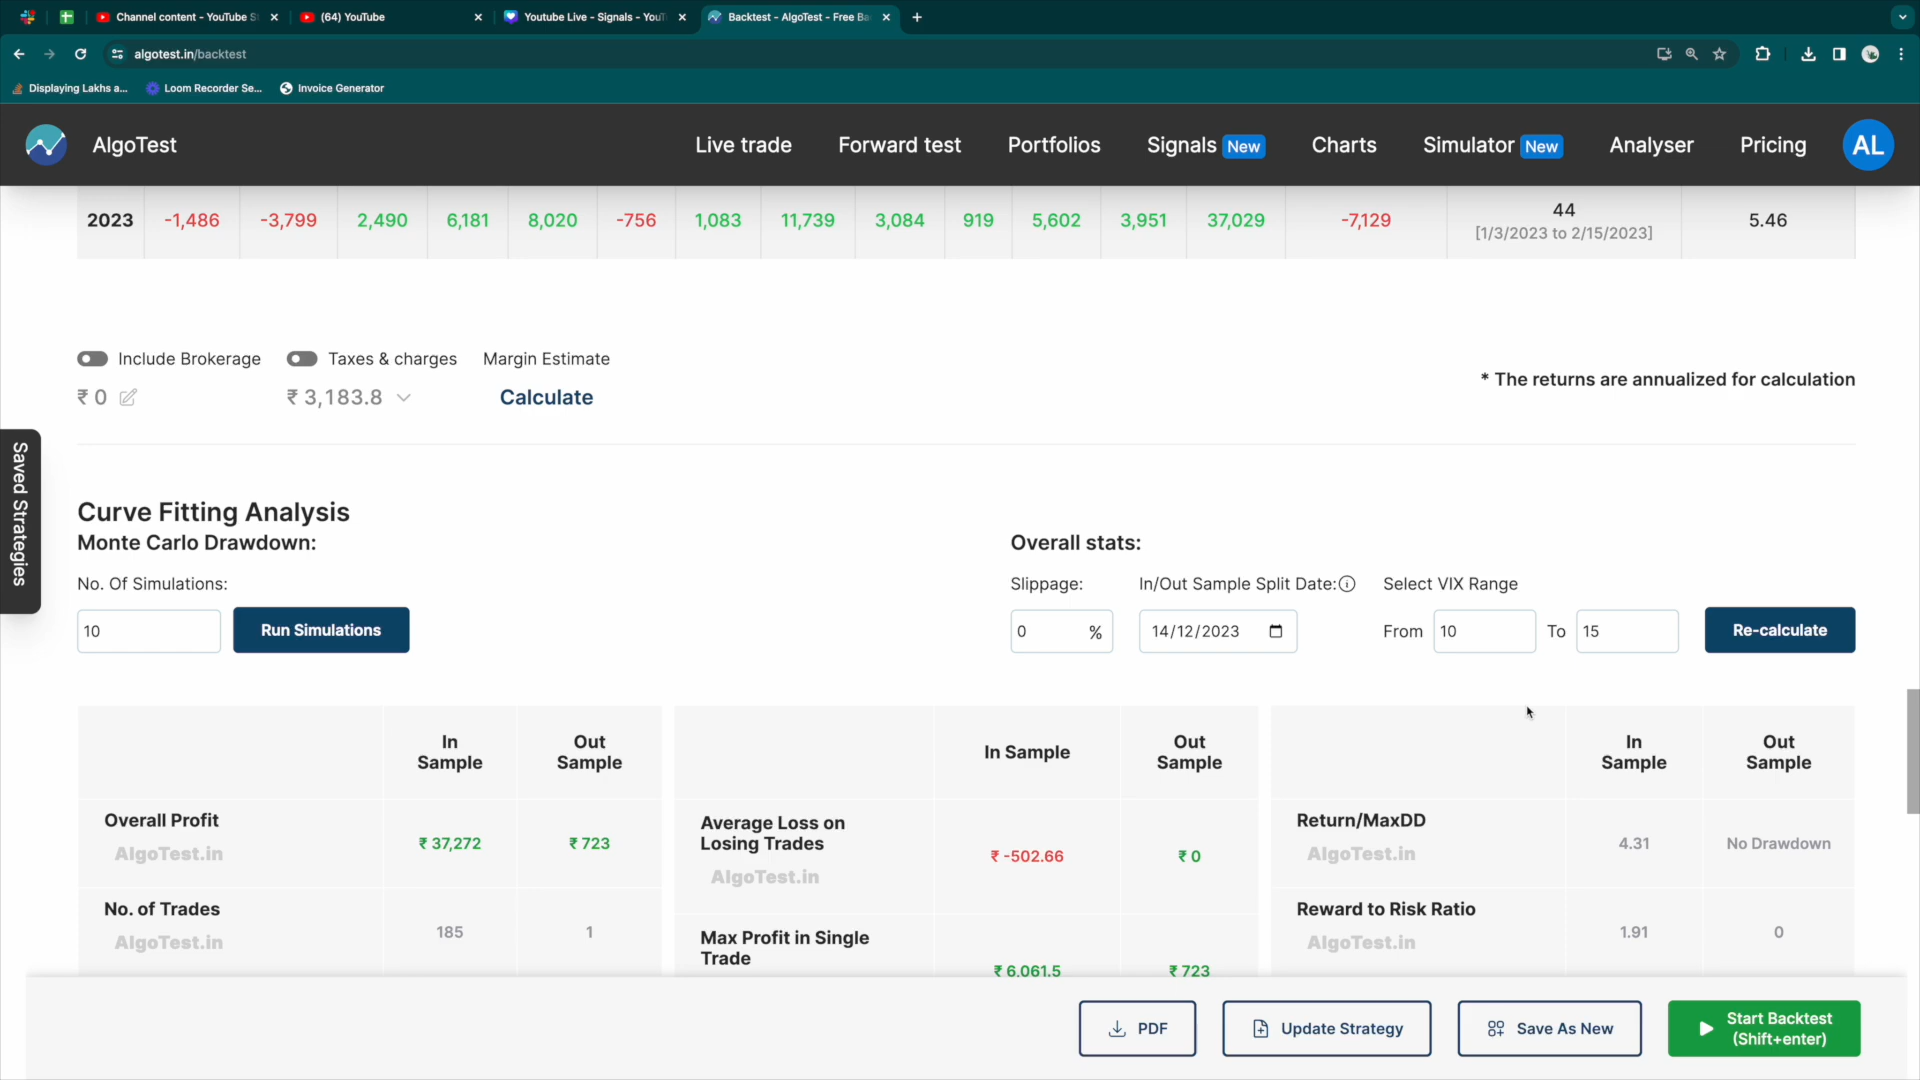 Channel content - YouTube S
(64) YouTube
Youtube Live - Signals - YouT
Backtest - AlgoTest - Free Ba
algotest.in/backtest
Displaying Lakhs a...
Loom Recorder Se...
Invoice Generator
AlgoTest
Live trade
Forward test
Portfolios
Signals New
Charts
Simulator New
Analyser
Pricing
AL
2023 -1,486 -3,799 2,490 6,181 8,020 -756 1,083 11,739 3,084 919 5,602 3,951 37,029 -7,129 44 5.46
[1/3/2023 to 2/15/2023]
Include Brokerage
Taxes & charges
Margin Estimate
₹ 0
₹ 3,183.8
Calculate
* The returns are annualized for calculation
Saved Strategies
Curve Fitting Analysis
Monte Carlo Drawdown:
Overall stats:
No. Of Simulations:
Slippage:
In/Out Sample Split Date:
Select VIX Range
10
Run Simulations
0 %
14/12/2023
From 10 To 15
Re-calculate
In Sample
Out Sample
In Sample
Out Sample
In Sample
Out Sample
Overall Profit
AlgoTest.in
₹ 37,272
₹ 723
No. of Trades
AlgoTest.in
185
1
Average Loss on
Losing Trades
AlgoTest.in
₹ -502.66
₹ 0
Max Profit in Single
Trade
₹ 6,061.5
₹ 723
Return/MaxDD
AlgoTest.in
4.31
No Drawdown
Reward to Risk Ratio
AlgoTest.in
1.91
0
PDF
Update Strategy
Save As New
Start Backtest
(Shift+enter)